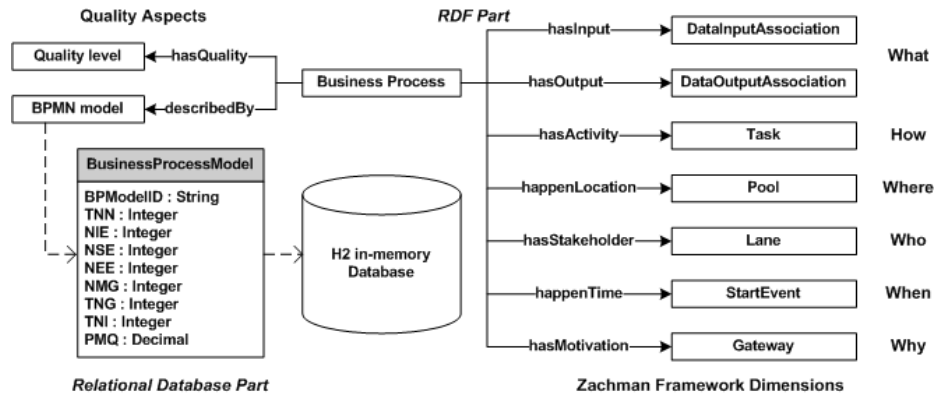 Quality Aspects
RDF Part
Quality level
hasQuality
BPMN model
describedBy
Business Process
hasInput
DataInputAssociation
What
hasOutput
DataOutputAssociation
hasActivity
Task
How
happenLocation
Pool
Where
hasStakeholder
Lane
Who
happenTime
StartEvent
When
hasMotivation
Gateway
Why
BusinessProcessModel
BPModelID : String
TNN : Integer
NIE : Integer
NSE : Integer
NEE : Integer
NMG : Integer
TNG : Integer
TNI : Integer
PMQ : Decimal
H2 in-memory
Database
Relational Database Part
Zachman Framework Dimensions